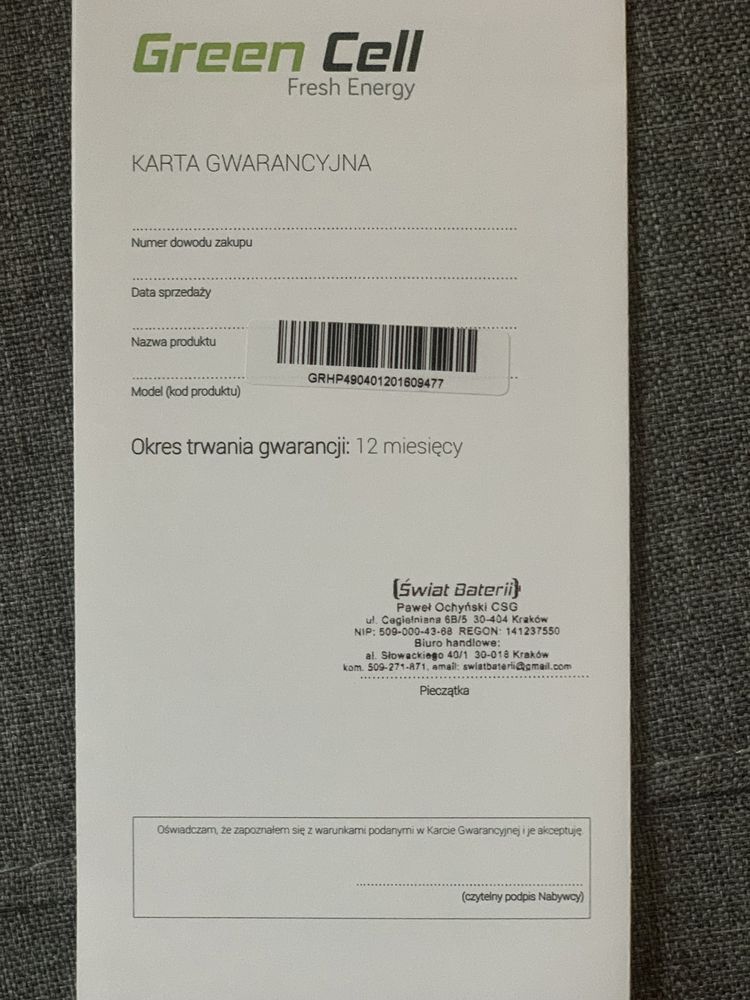 Green Cell
Fresh Energy
KARTA GWARANCYJNA
Numer dowodu zakupu
Data sprzedaży
Nazwa produktu
GRHP490401201609477
Model (kod produktu)
Okres trwania gwarancji: 12 miesięcy
{Świat Baterii}
Paweł Ochyński CSG
ul. Cegielniana 6B/5 30-404 Kraków
NIP: 509-000-43-68 REGON: 141237550
Biuro handlowe:
al. Słowackiego 40/1 30-018 Kraków
kom. 509-271-871, email: swiatbaterii@gmail.com
Pieczątka
Oświadczam, że zapoznałem się z warunkami podanymi w Karcie Gwarancyjnej i je akceptuję.
(czytelny podpis Nabywcy)